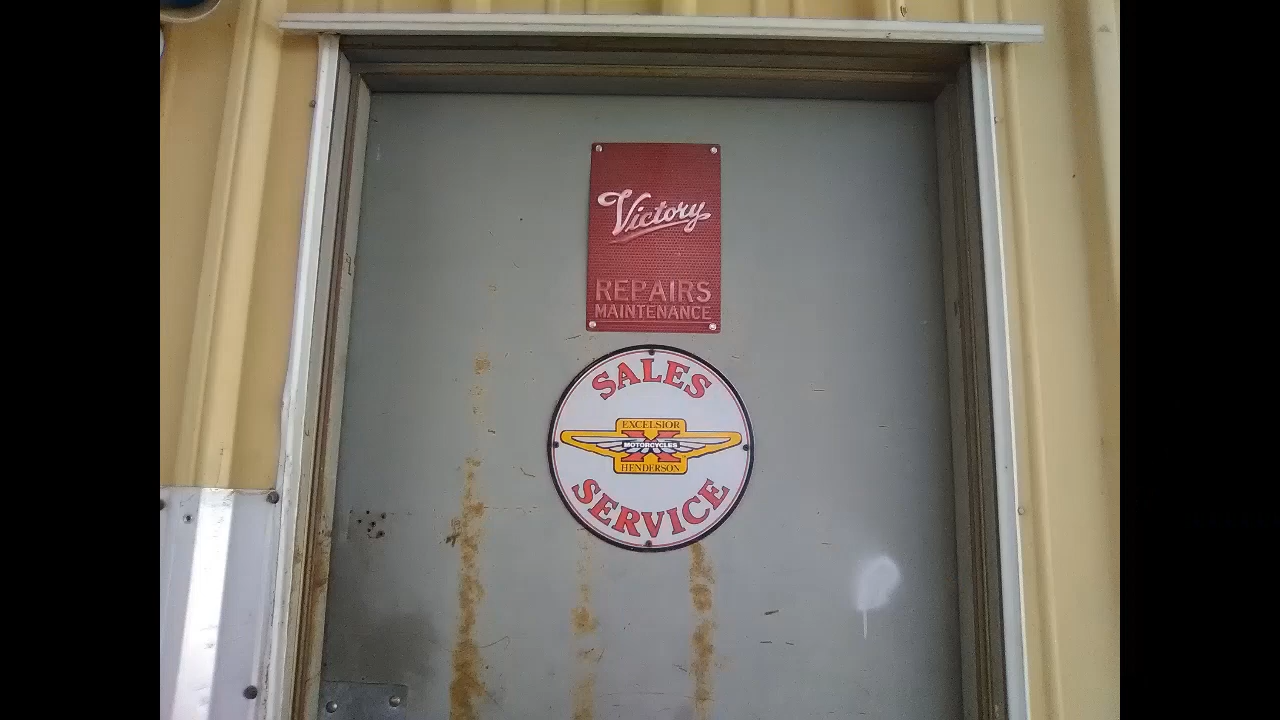 Victory
REPAIRS
MAINTENANCE
SALES
EXCELSIOR
MOTORCYCLES
X
HENDERSON
SERVICE